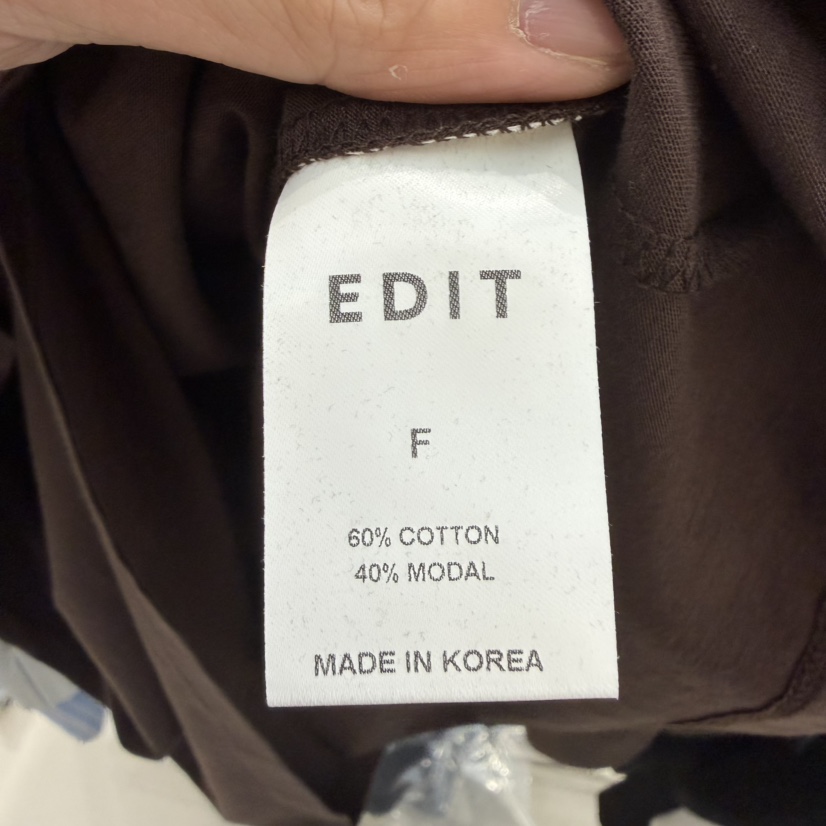 EDIT
F
60% COTTON
40% MODAL
MADE IN KOREA